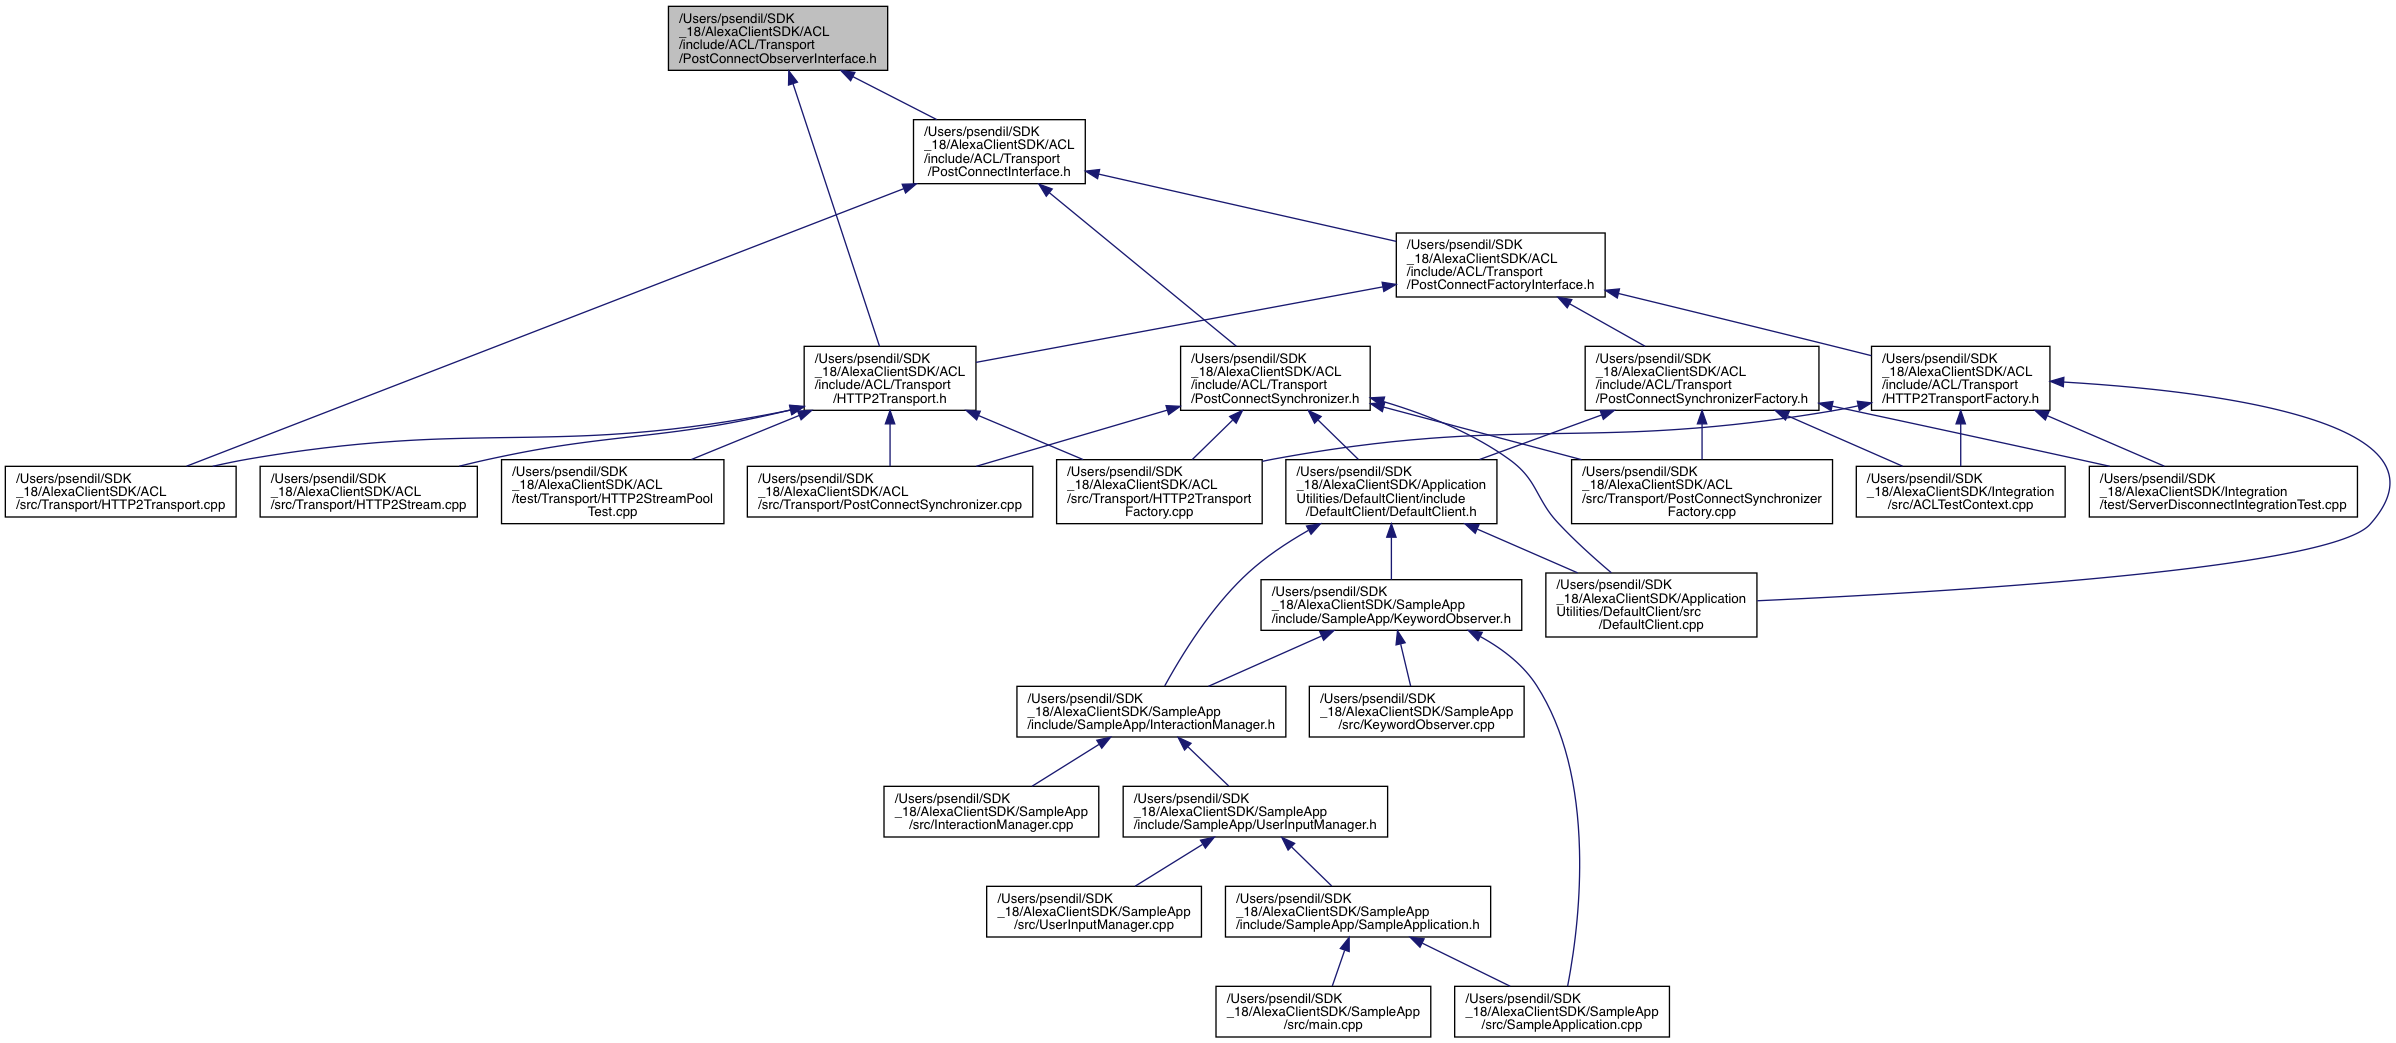 /Users/psendil/SDK
_18/AlexaClientSDK/ACL
/include/ACL/Transport
/PostConnectObserverInterface.h
/Users/psendil/SDK
_18/AlexaClientSDK/ACL
/include/ACL/Transport
/PostConnectInterface.h
/Users/psendil/SDK
_18/AlexaClientSDK/ACL
/include/ACL/Transport
/PostConnectFactoryInterface.h
/Users/psendil/SDK
_18/AlexaClientSDK/ACL
/include/ACL/Transport
/HTTP2Transport.h
/Users/psendil/SDK
_18/AlexaClientSDK/ACL
/include/ACL/Transport
/PostConnectSynchronizer.h
/Users/psendil/SDK
_18/AlexaClientSDK/ACL
/include/ACL/Transport
/PostConnectSynchronizerFactory.h
/Users/psendil/SDK
_18/AlexaClientSDK/ACL
/include/ACL/Transport
/HTTP2TransportFactory.h
/Users/psendil/SDK
_18/AlexaClientSDK/ACL
/src/Transport/HTTP2Transport.cpp
/Users/psendil/SDK
_18/AlexaClientSDK/ACL
/src/Transport/HTTP2Stream.cpp
/Users/psendil/SDK
_18/AlexaClientSDK/ACL
/test/Transport/HTTP2StreamPool
Test.cpp
/Users/psendil/SDK
_18/AlexaClientSDK/ACL
/src/Transport/PostConnectSynchronizer.cpp
/Users/psendil/SDK
_18/AlexaClientSDK/ACL
/src/Transport/HTTP2Transport
Factory.cpp
/Users/psendil/SDK
_18/AlexaClientSDK/Application
Utilities/DefaultClient/include
/DefaultClient/DefaultClient.h
/Users/psendil/SDK
_18/AlexaClientSDK/ACL
/src/Transport/PostConnectSynchronizer
Factory.cpp
/Users/psendil/SDK
_18/AlexaClientSDK/Integration
/src/ACLTestContext.cpp
/Users/psendil/SDK
_18/AlexaClientSDK/Integration
/test/ServerDisconnectIntegrationTest.cpp
/Users/psendil/SDK
_18/AlexaClientSDK/SampleApp
/include/SampleApp/KeywordObserver.h
/Users/psendil/SDK
_18/AlexaClientSDK/Application
Utilities/DefaultClient/src
/DefaultClient.cpp
/Users/psendil/SDK
_18/AlexaClientSDK/SampleApp
/include/SampleApp/InteractionManager.h
/Users/psendil/SDK
_18/AlexaClientSDK/SampleApp
/src/KeywordObserver.cpp
/Users/psendil/SDK
_18/AlexaClientSDK/SampleApp
/src/InteractionManager.cpp
/Users/psendil/SDK
_18/AlexaClientSDK/SampleApp
/include/SampleApp/UserInputManager.h
/Users/psendil/SDK
_18/AlexaClientSDK/SampleApp
/src/UserInputManager.cpp
/Users/psendil/SDK
_18/AlexaClientSDK/SampleApp
/include/SampleApp/SampleApplication.h
/Users/psendil/SDK
_18/AlexaClientSDK/SampleApp
/src/main.cpp
/Users/psendil/SDK
_18/AlexaClientSDK/SampleApp
/src/SampleApplication.cpp